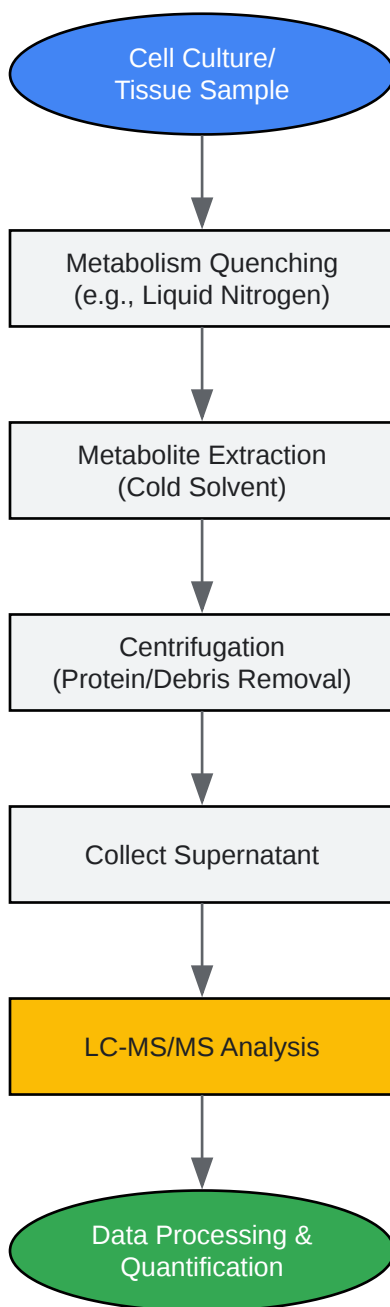 Cell Culture/
Tissue Sample
Metabolism Quenching
(e.g., Liquid Nitrogen)
Metabolite Extraction
(Cold Solvent)
Centrifugation
(Protein/Debris Removal)
Collect Supernatant
LC-MS/MS Analysis
Data Processing &
Quantification